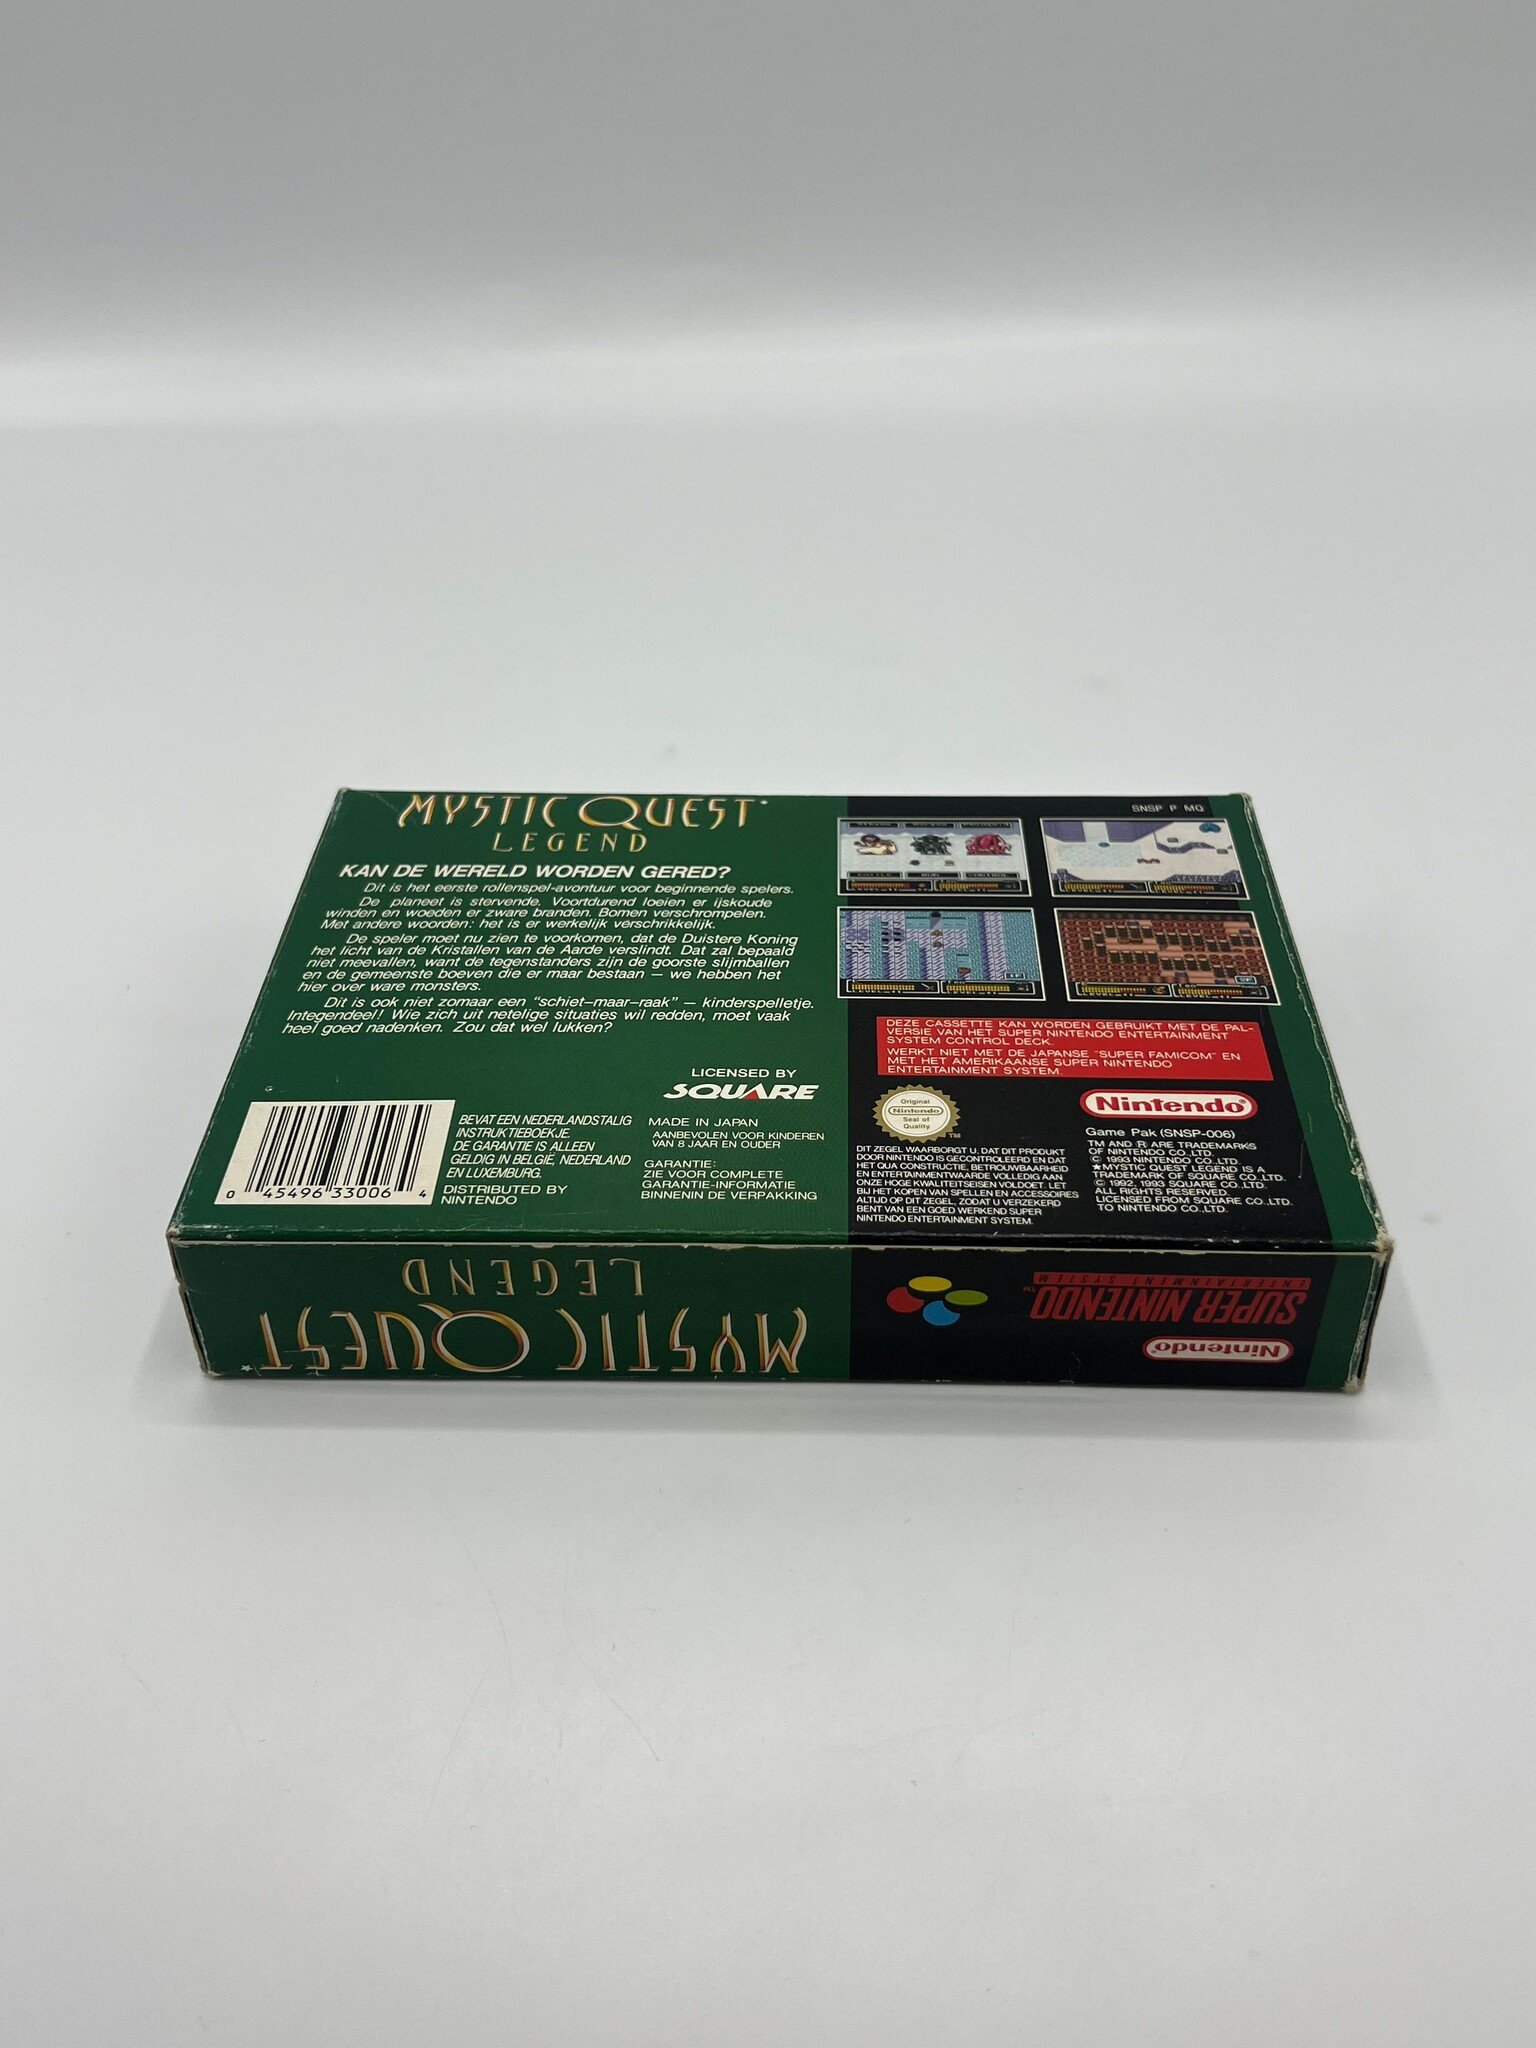 MYSTIC QUEST
LEGEND
KAN DE WERELD WORDEN GERED?
Dit is het eerste rollenspel-avontuur voor beginnende spelers.
De planeet is stervende. Voortdurend loeien er ijskoude
winden en woeden er zware branden. Bomen verschrompelen.
Met andere woorden: het is er werkelijk verschrikkelijk.
De speler moet nu zien te voorkomen, dat de Duistere Koning
het licht van de Kristallen van de Aarde verslindt. Dat zal bepaald
niet meevallen, want de tegenstanders zijn de goorste slijmballen
en de gemeenste boeven die er maar bestaan – we hebben het
hier over ware monsters.
Dit is ook niet zomaar een "schiet–maar–raak" – kinderspelletje.
Integendeel! Wie zich uit netelige situaties wil redden, moet vaak
heel goed nadenken. Zou dat wel lukken?
LICENSED BY
SQUARE
0 45496 33006 4
BEVAT EEN NEDERLANDSTALIG
INSTRUKTIEBOEKJE.
DE GARANTIE IS ALLEEN
GELDIG IN BELGIË, NEDERLAND
EN LUXEMBURG.
DISTRIBUTED BY
NINTENDO
MADE IN JAPAN
AANBEVOLEN VOOR KINDEREN
VAN 8 JAAR EN OUDER
GARANTIE:
ZIE VOOR COMPLETE
GARANTIE-INFORMATIE
BINNENIN DE VERPAKKING
SNSP P MQ
DEZE CASSETTE KAN WORDEN GEBRUIKT MET DE PAL-
VERSIE VAN HET SUPER NINTENDO ENTERTAINMENT
SYSTEM CONTROL DECK.
WERKT NIET MET DE JAPANSE "SUPER FAMICOM" EN
MET HET AMERIKAANSE SUPER NINTENDO
ENTERTAINMENT SYSTEM.
Original
Nintendo
Seal of
Quality
TM
DIT ZEGEL WAARBORGT U, DAT DIT PRODUKT
DOOR NINTENDO IS GECONTROLEERD EN DAT
HET QUA CONSTRUCTIE, BETROUWBAARHEID
EN ENTERTAINMENTWAARDE VOLLEDIG AAN
ONZE HOGE KWALITEITSEISEN VOLDOET. LET
BIJ HET KOPEN VAN SPELLEN EN ACCESSOIRES
ALTIJD OP DIT ZEGEL, ZODAT U VERZEKERD
BENT VAN EEN GOED WERKEND SUPER
NINTENDO ENTERTAINMENT SYSTEM.
Nintendo®
Game Pak (SNSP-006)
TM AND ® ARE TRADEMARKS
OF NINTENDO CO. LTD.
© 1993 NINTENDO CO. LTD.
★MYSTIC QUEST LEGEND IS A
TRADEMARK OF SQUARE CO. LTD.
© 1992, 1993 SQUARE CO. LTD.
ALL RIGHTS RESERVED.
LICENSED FROM SQUARE CO. LTD.
TO NINTENDO CO., LTD.
Nintendo®
SUPER NINTENDO™
ENTERTAINMENT SYSTEM
MYSTIC QUEST★
LEGEND